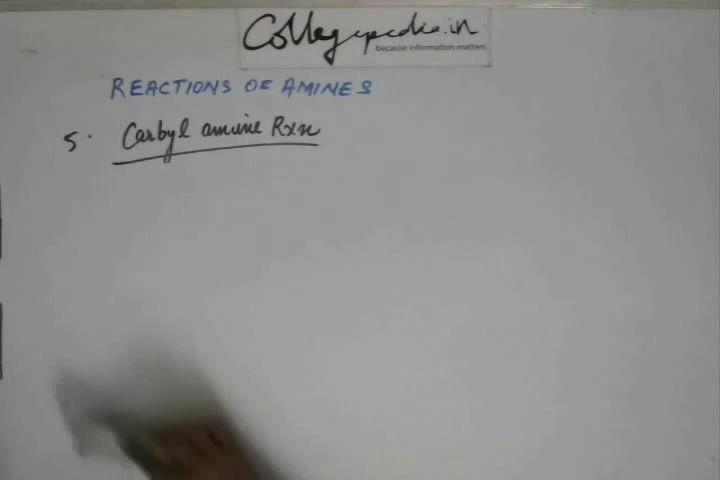 Collegepedia.in
because information matters
REACTIONS OF AMINES
5. Carbyl amine Rxn